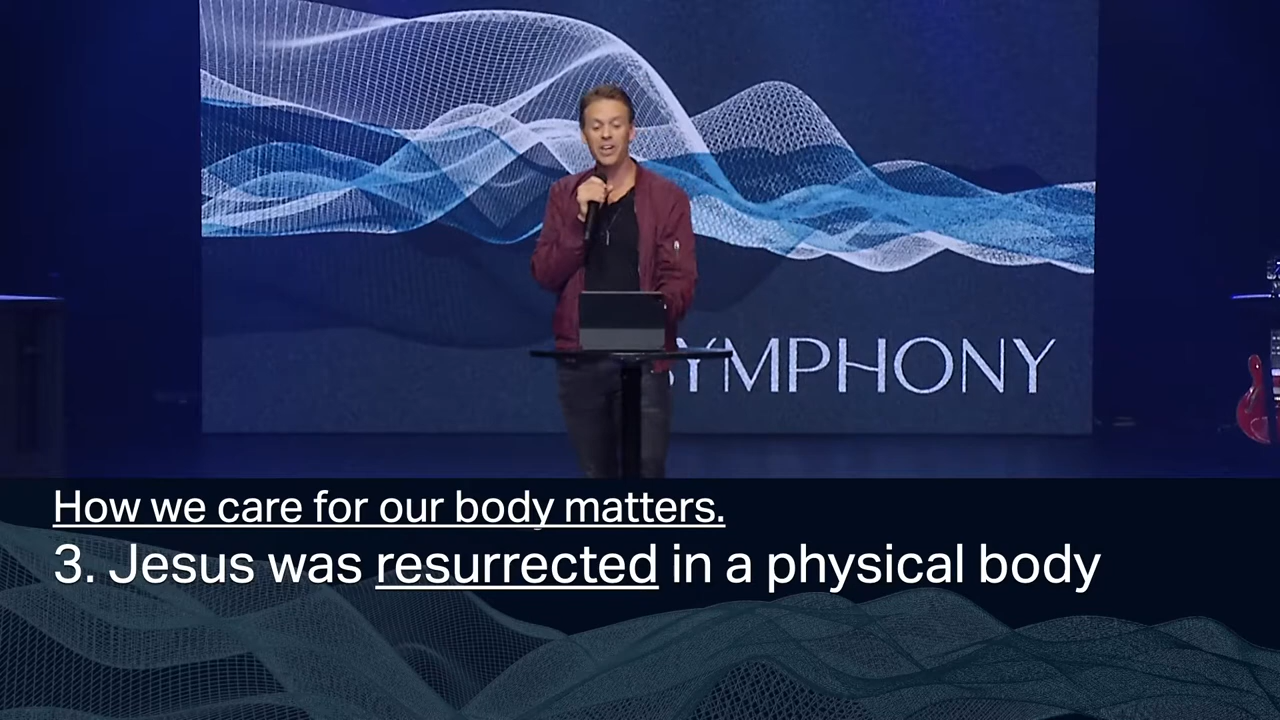 SYMPHONY
How we care for our body matters.
3. Jesus was resurrected in a physical body